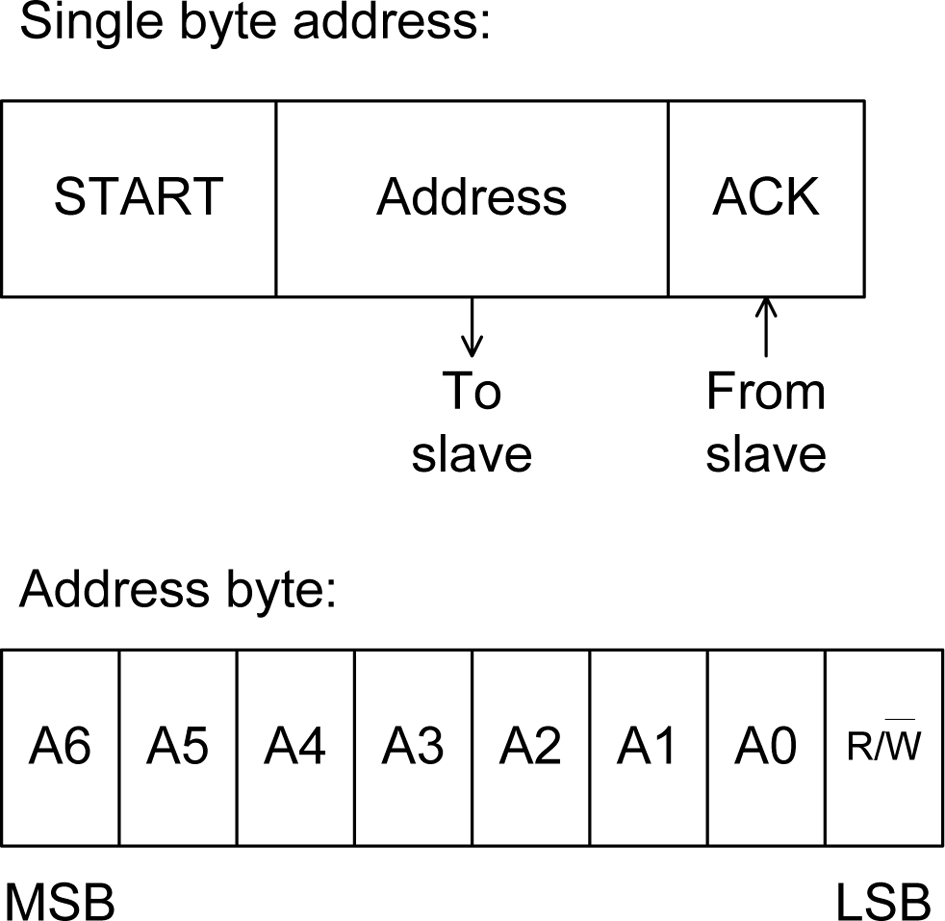 Single byte address:
START Address ACK
To From
slave slave
Address byte:
A6 A5 A4 A3 A2 A1 A0 R/W̅
MSB LSB